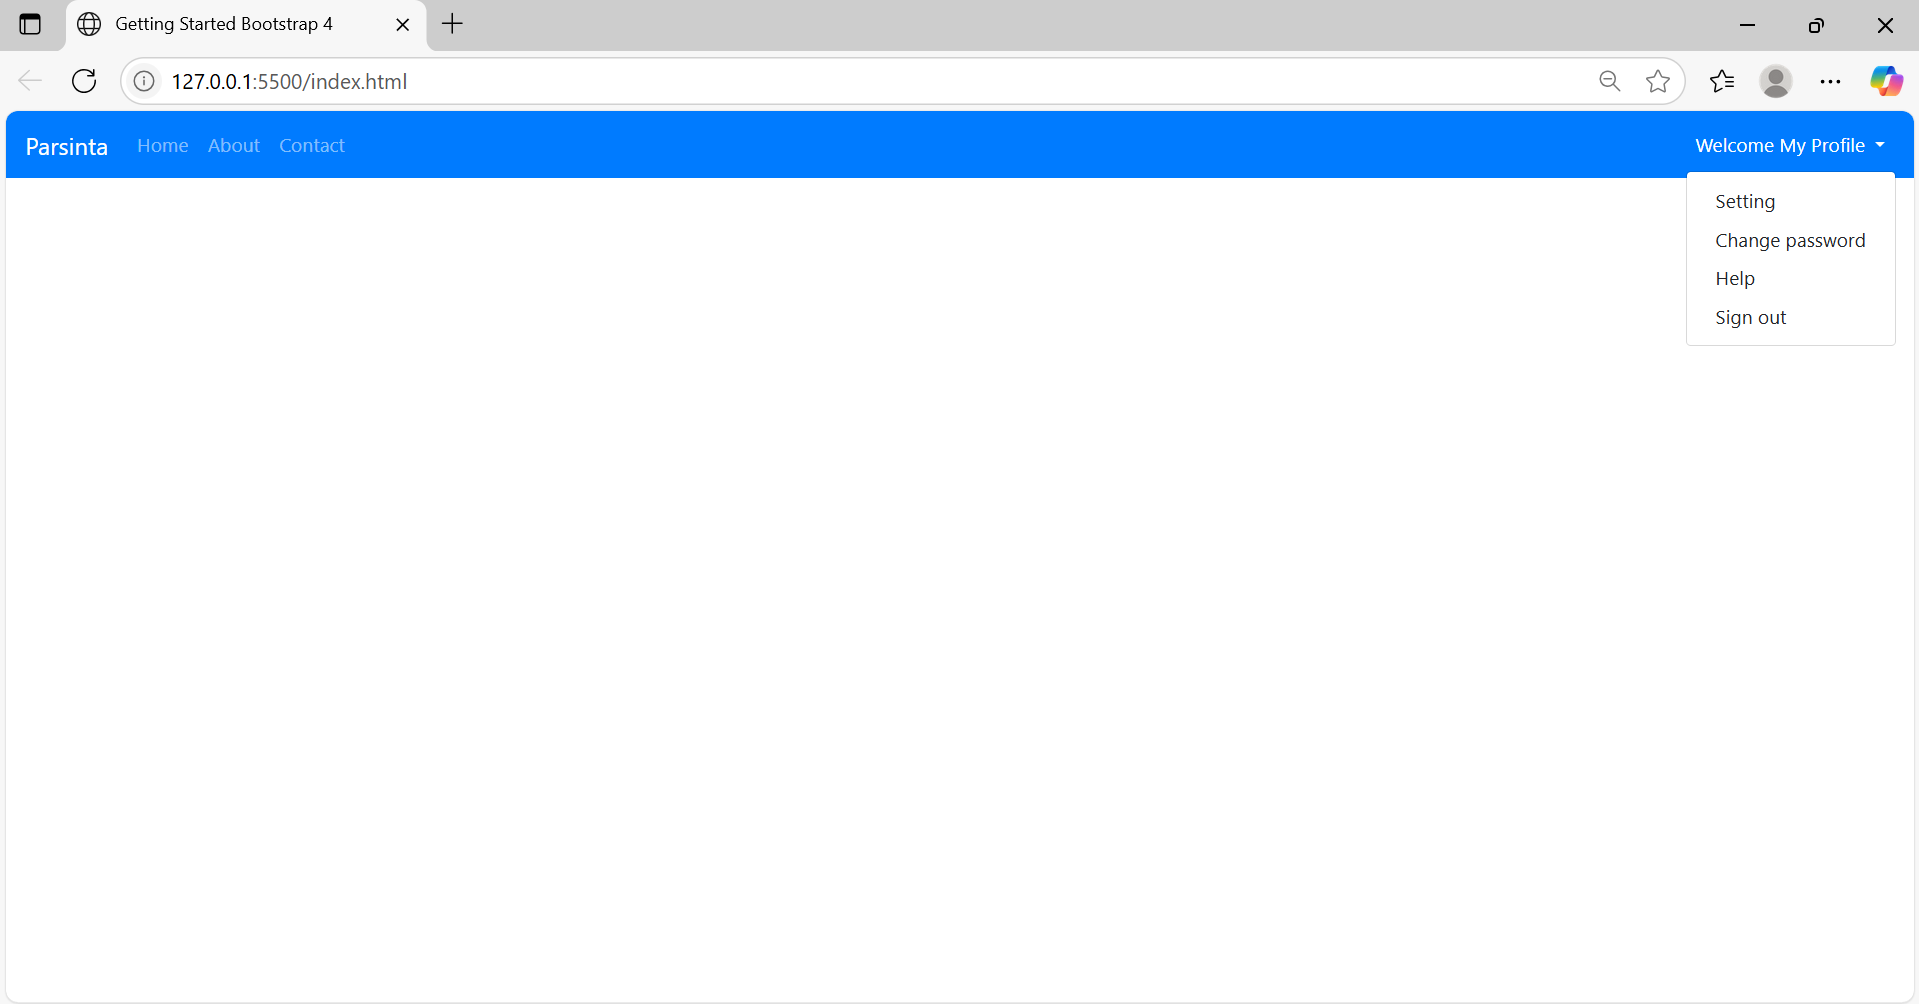 Getting Started Bootstrap 4
127.0.0.1:5500/index.html
Parsinta Home About Contact Welcome My Profile
Setting
Change password
Help
Sign out